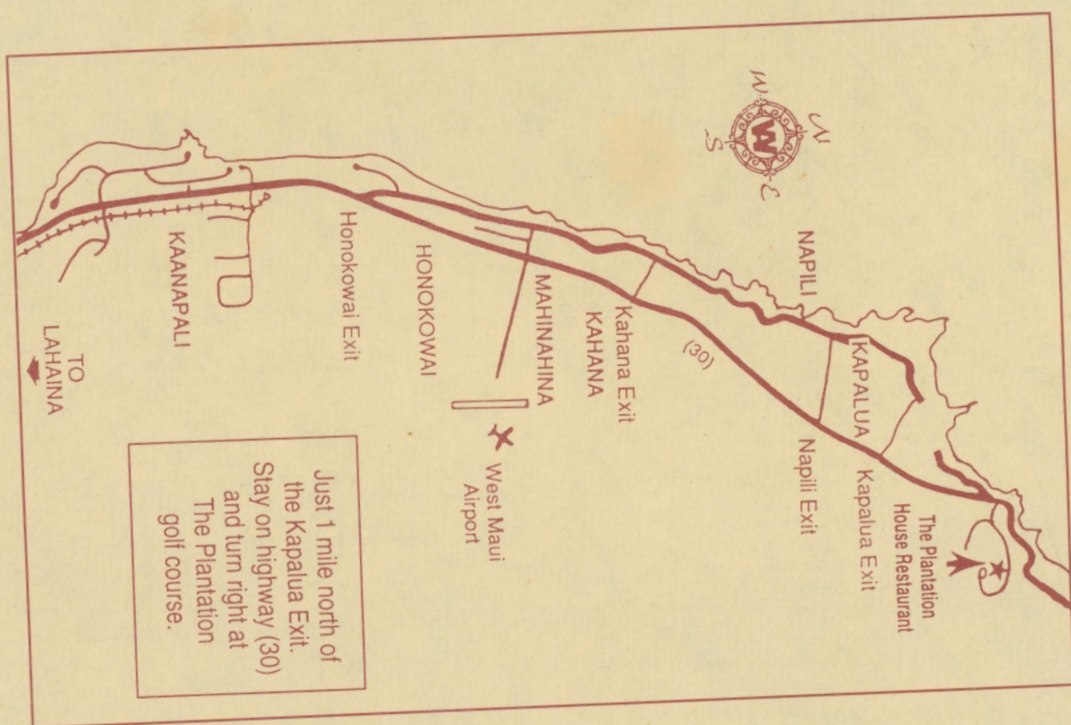 N
W
E
S
NAPILI
KAPALUA
Kapalua Exit
Napili Exit
The Plantation
House Restaurant
(30)
Kahana Exit
KAHANA
MAHINAHINA
HONOKOWAI
Honokowai Exit
West Maui
Airport
KAANAPALI
TO
LAHAINA
Just 1 mile north of
the Kapalua Exit.
Stay on highway (30)
and turn right at
The Plantation
golf course.